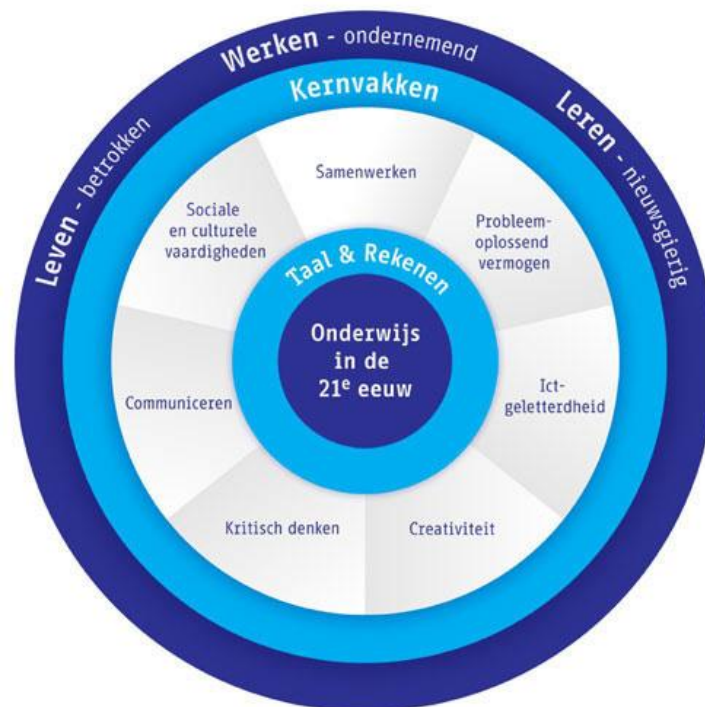 Werken - ondernemend
Leven - betrokken
Leren - nieuwsgierig
Kernvakken
Samenwerken
Sociale
en culturele
vaardigheden
Probleem-
oplossend
vermogen
Taal & Rekenen
Onderwijs
in de
21e eeuw
Communiceren
Ict-
geletterdheid
Kritisch denken
Creativiteit